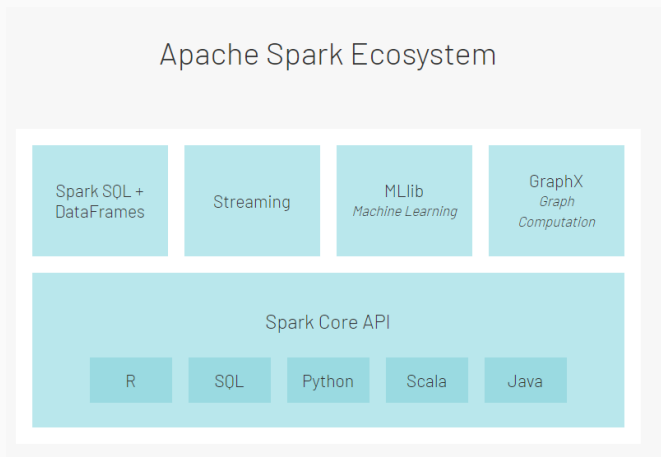 Apache Spark Ecosystem
Spark SQL +
DataFrames
Streaming
MLlib
Machine Learning
GraphX
Graph
Computation
Spark Core API
R
SQL
Python
Scala
Java